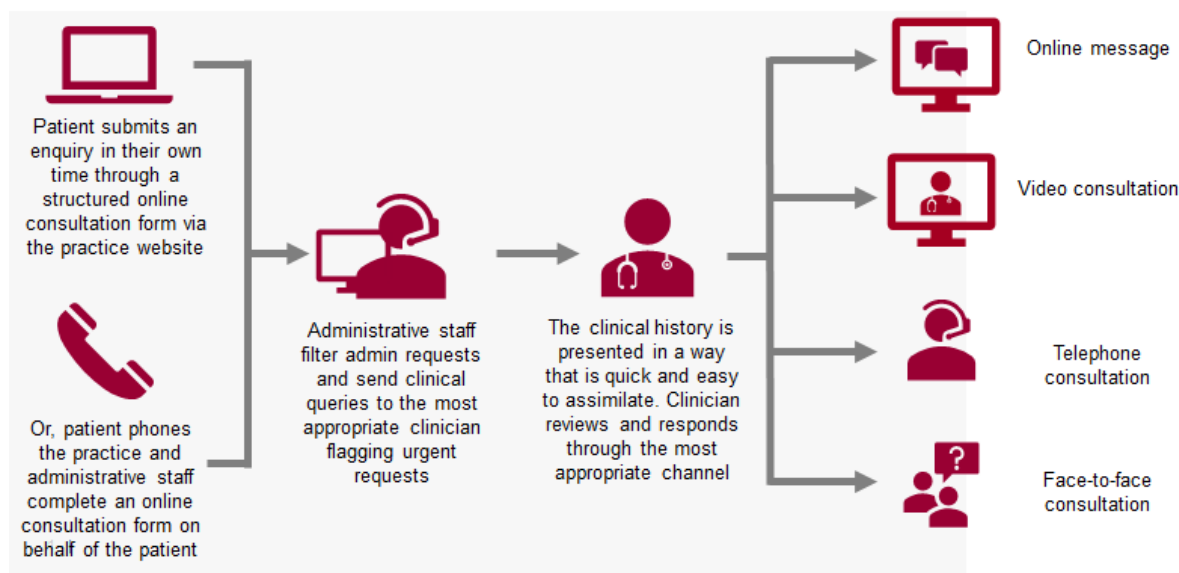 Patient submits an
enquiry in their own
time through a
structured online
consultation form via
the practice website
Or, patient phones
the practice and
administrative staff
complete an online
consultation form on
behalf of the patient
Administrative staff
filter admin requests
and send clinical
queries to the most
appropriate clinician
flagging urgent
requests
The clinical history is
presented in a way
that is quick and easy
to assimilate. Clinician
reviews and responds
through the most
appropriate channel
Online message
Video consultation
Telephone
consultation
?
Face-to-face
consultation